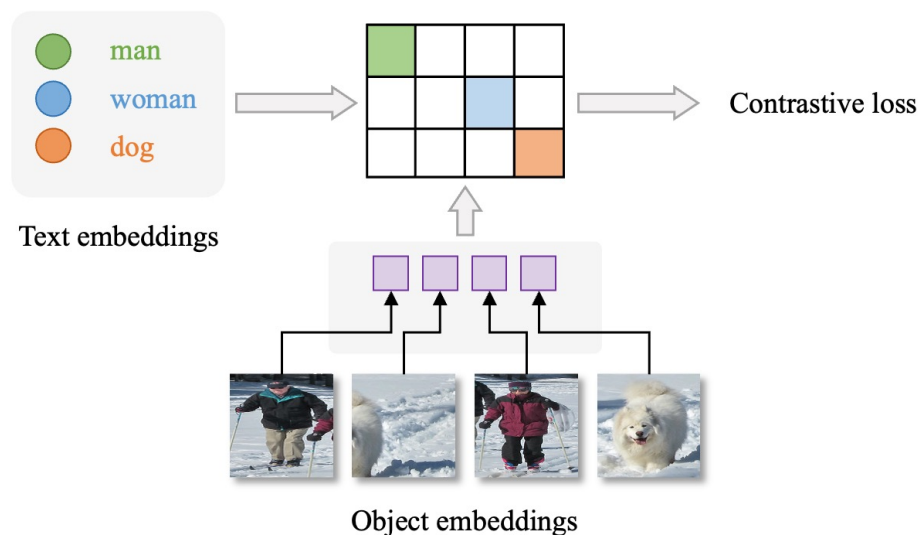 man
woman
dog
Text embeddings
Contrastive loss
Object embeddings